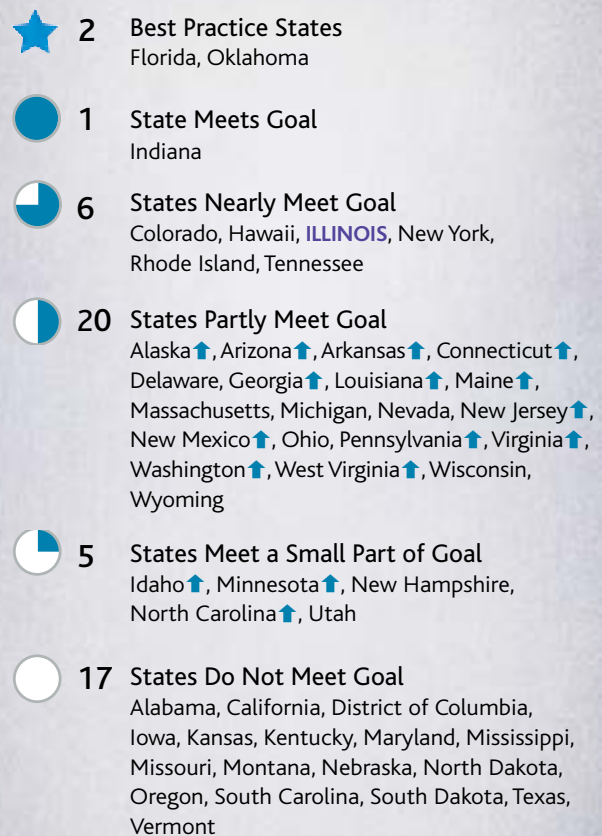 2 Best Practice States
Florida, Oklahoma
1 State Meets Goal
Indiana
6 States Nearly Meet Goal
Colorado, Hawaii, ILLINOIS, New York,
Rhode Island, Tennessee
20 States Partly Meet Goal
Alaska⬆, Arizona⬆, Arkansas⬆, Connecticut⬆,
Delaware, Georgia⬆, Louisiana⬆, Maine⬆,
Massachusetts, Michigan, Nevada, New Jersey⬆,
New Mexico⬆, Ohio, Pennsylvania⬆, Virginia⬆,
Washington⬆, West Virginia⬆, Wisconsin,
Wyoming
5 States Meet a Small Part of Goal
Idaho⬆, Minnesota⬆, New Hampshire,
North Carolina⬆, Utah
17 States Do Not Meet Goal
Alabama, California, District of Columbia,
Iowa, Kansas, Kentucky, Maryland, Mississippi,
Missouri, Montana, Nebraska, North Dakota,
Oregon, South Carolina, South Dakota, Texas,
Vermont